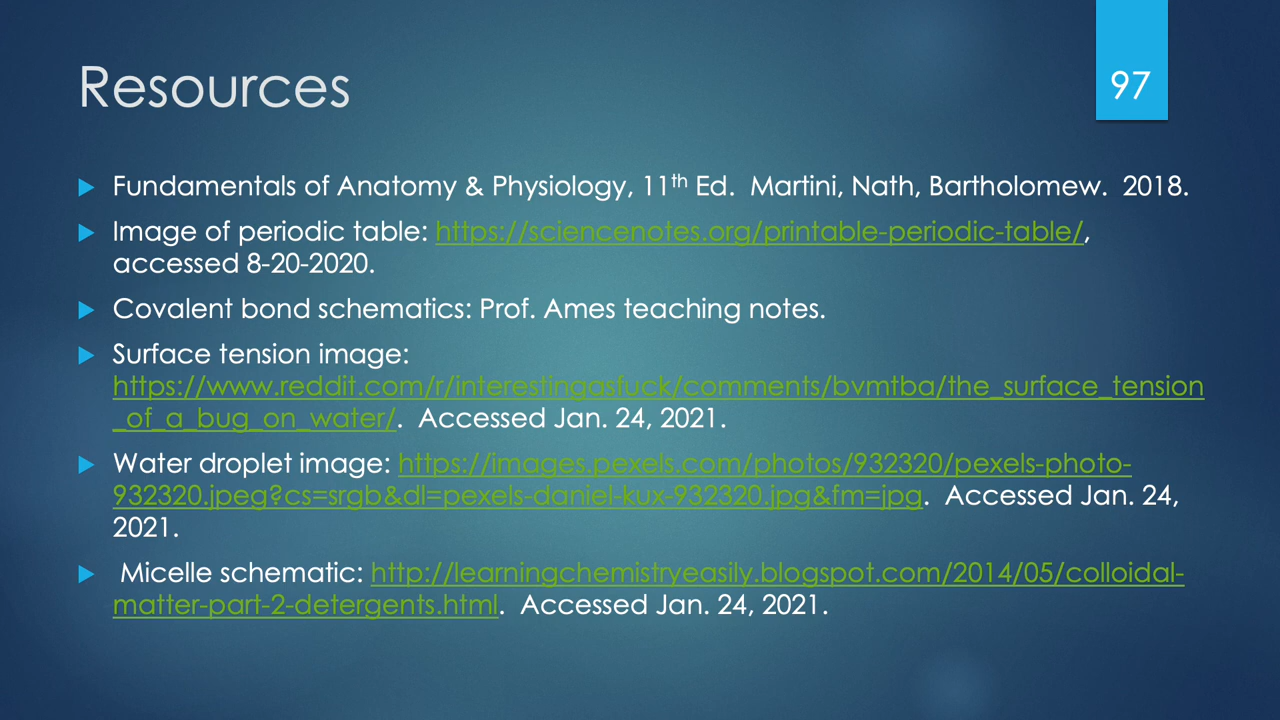 Resources
97
Fundamentals of Anatomy & Physiology, 11th Ed.  Martini, Nath, Bartholomew.  2018.
Image of periodic table: https://sciencenotes.org/printable-periodic-table/,
accessed 8-20-2020.
Covalent bond schematics: Prof. Ames teaching notes.
Surface tension image:
https://www.reddit.com/r/interestingasfuck/comments/bvmtba/the_surface_tension
_of_a_bug_on_water/.  Accessed Jan. 24, 2021.
Water droplet image: https://images.pexels.com/photos/932320/pexels-photo-
932320.jpeg?cs=srgb&dl=pexels-daniel-kux-932320.jpg&fm=jpg.  Accessed Jan. 24,
2021.
Micelle schematic: http://learningchemistryeasily.blogspot.com/2014/05/colloidal-
matter-part-2-detergents.html.  Accessed Jan. 24, 2021.